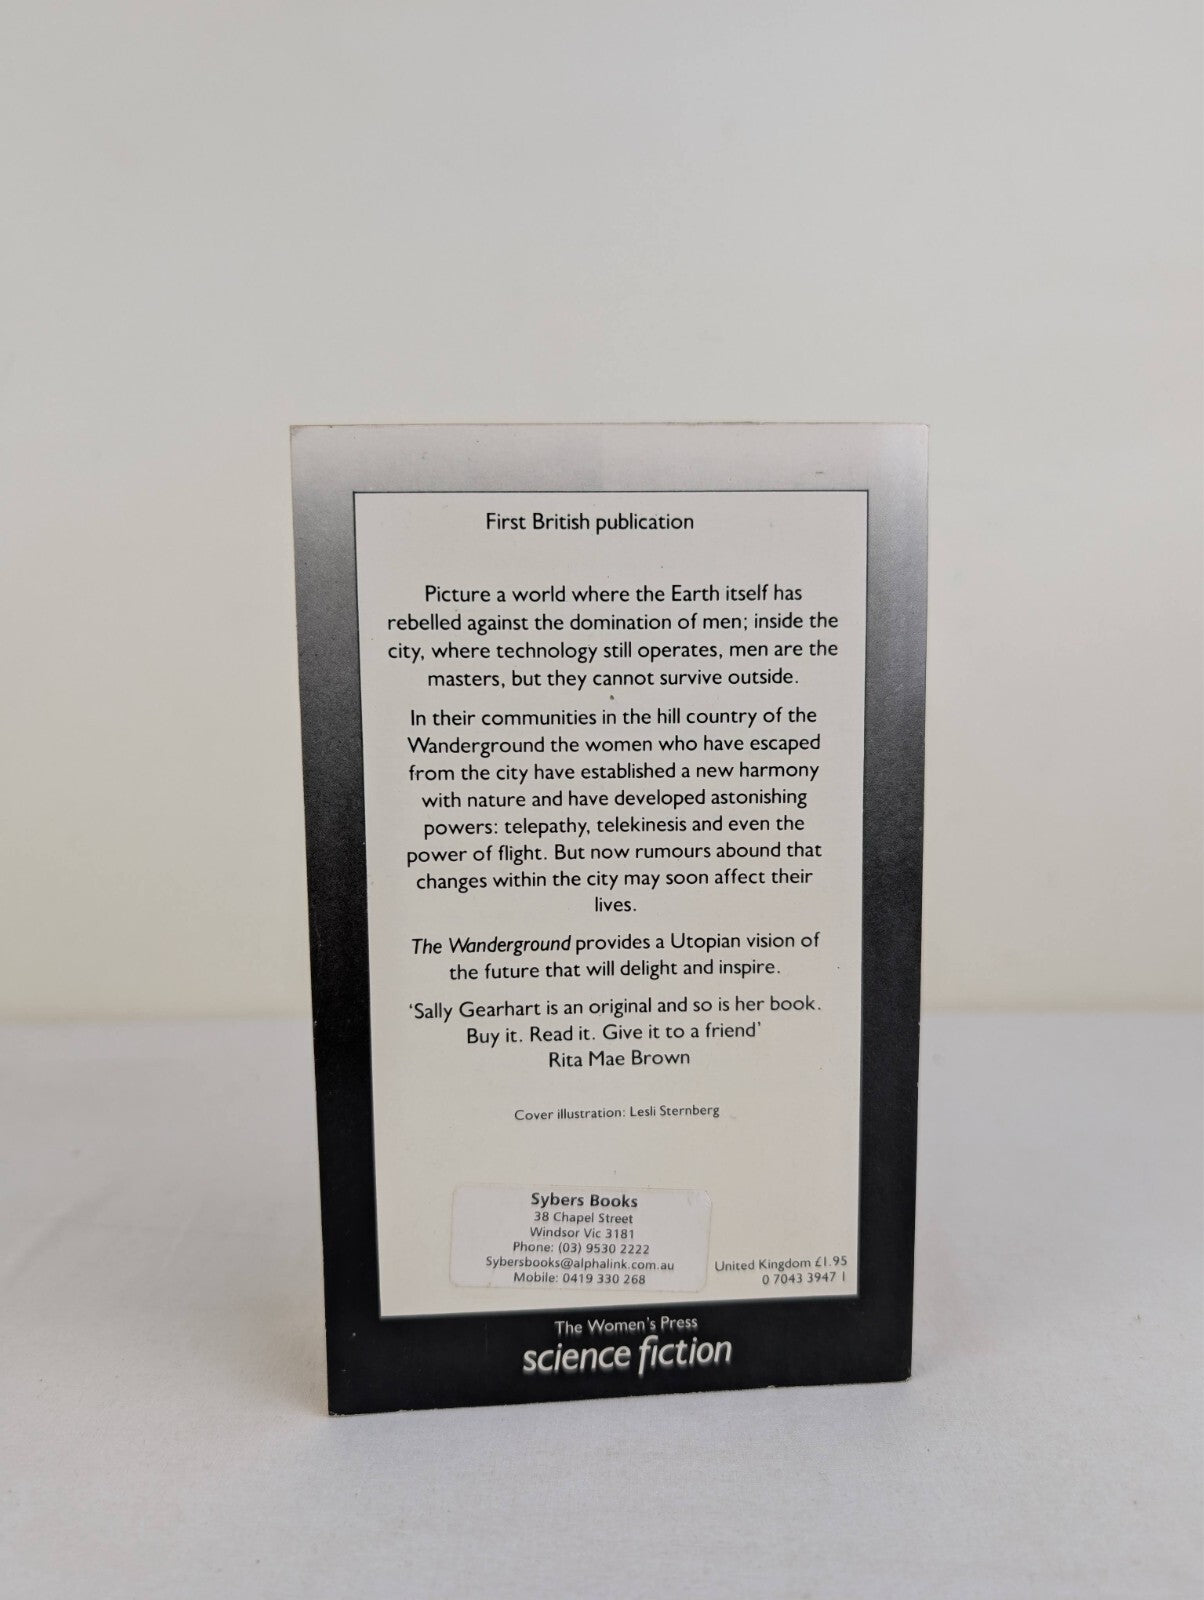 First British publication
Picture a world where the Earth itself has
rebelled against the domination of men; inside the
city, where technology still operates, men are the
masters, but they cannot survive outside.
In their communities in the hill country of the
Wanderground the women who have escaped
from the city have established a new harmony
with nature and have developed astonishing
powers: telepathy, telekinesis and even the
power of flight. But now rumours abound that
changes within the city may soon affect their
lives.
The Wanderground provides a Utopian vision of
the future that will delight and inspire.
‘Sally Gearhart is an original and so is her book.
Buy it. Read it. Give it to a friend’
Rita Mae Brown
Cover illustration: Lesli Sternberg
Sybers Books
38 Chapel Street
Windsor Vic 3181
Phone: (03) 9530 2222
Sybersbooks@alphalink.com.au
Mobile: 0419 330 268
United Kingdom £1.95
0 7043 3947 1
The Women's Press
science fiction